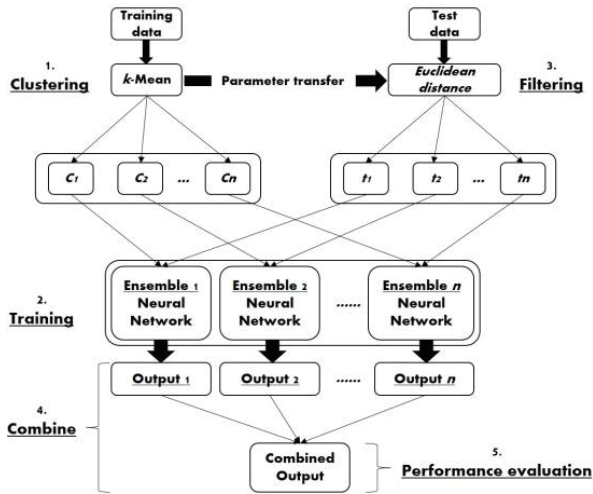 Training
data
Test
data
1.
Clustering
k-Mean
Parameter transfer
Euclidean
distance
3.
Filtering
C1
C2
...
Cn
t1
t2
...
tn
2.
Training
Ensemble 1
Neural
Network
Ensemble 2
Neural
Network
......
Ensemble n
Neural
Network
Output 1
Output 2
......
Output n
4.
Combine
Combined
Output
5.
Performance evaluation